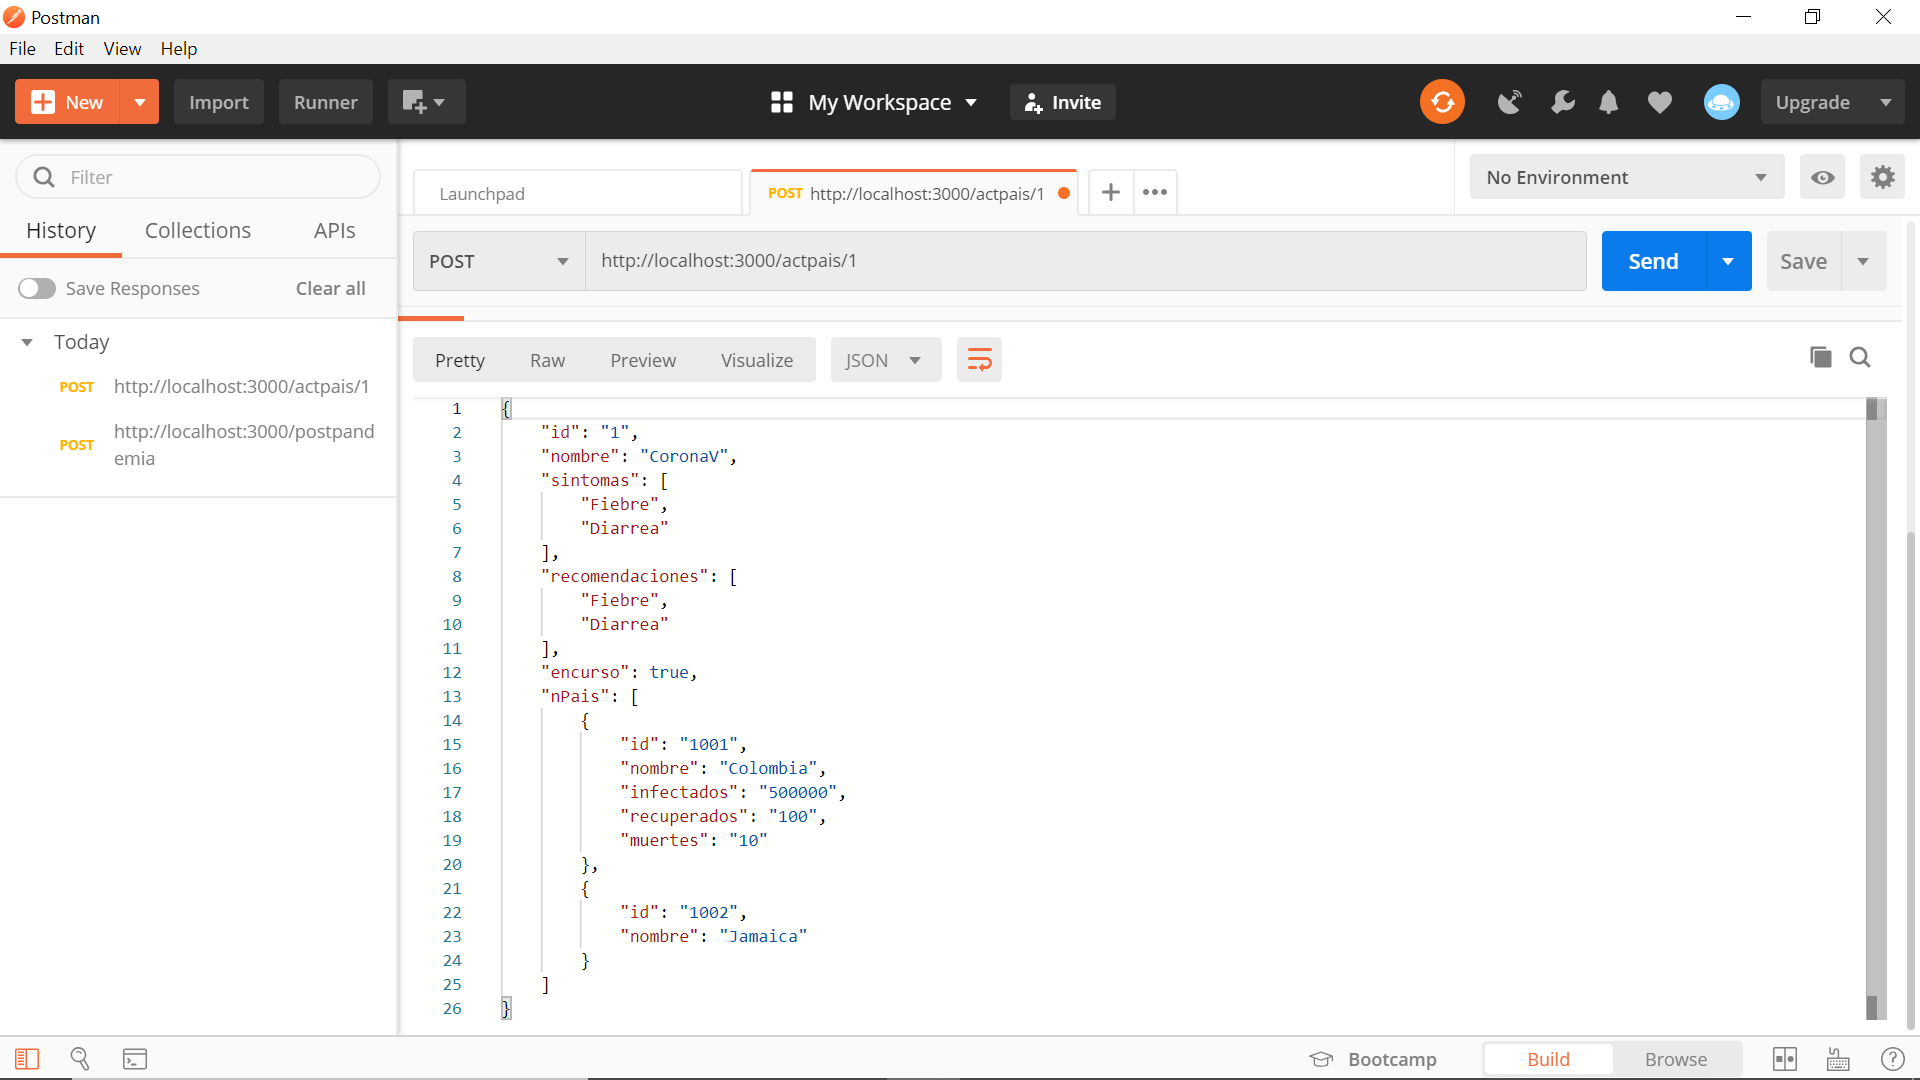 Postman
File Edit View Help
New Import Runner My Workspace Invite Upgrade
Filter
History Collections APIs
Save Responses Clear all
Today
POST http://localhost:3000/actpais/1
POST http://localhost:3000/postpand
emia
Launchpad POST http://localhost:3000/actpais/1 No Environment
POST http://localhost:3000/actpais/1 Send Save
Pretty Raw Preview Visualize JSON
1 {
2 "id": "1",
3 "nombre": "CoronaV",
4 "sintomas": [
5 "Fiebre",
6 "Diarrea"
7 ],
8 "recomendaciones": [
9 "Fiebre",
10 "Diarrea"
11 ],
12 "encurso": true,
13 "nPais": [
14 {
15 "id": "1001",
16 "nombre": "Colombia",
17 "infectados": "500000",
18 "recuperados": "100",
19 "muertes": "10"
20 },
21 {
22 "id": "1002",
23 "nombre": "Jamaica"
24 }
25 ]
26 }
Bootcamp Build Browse